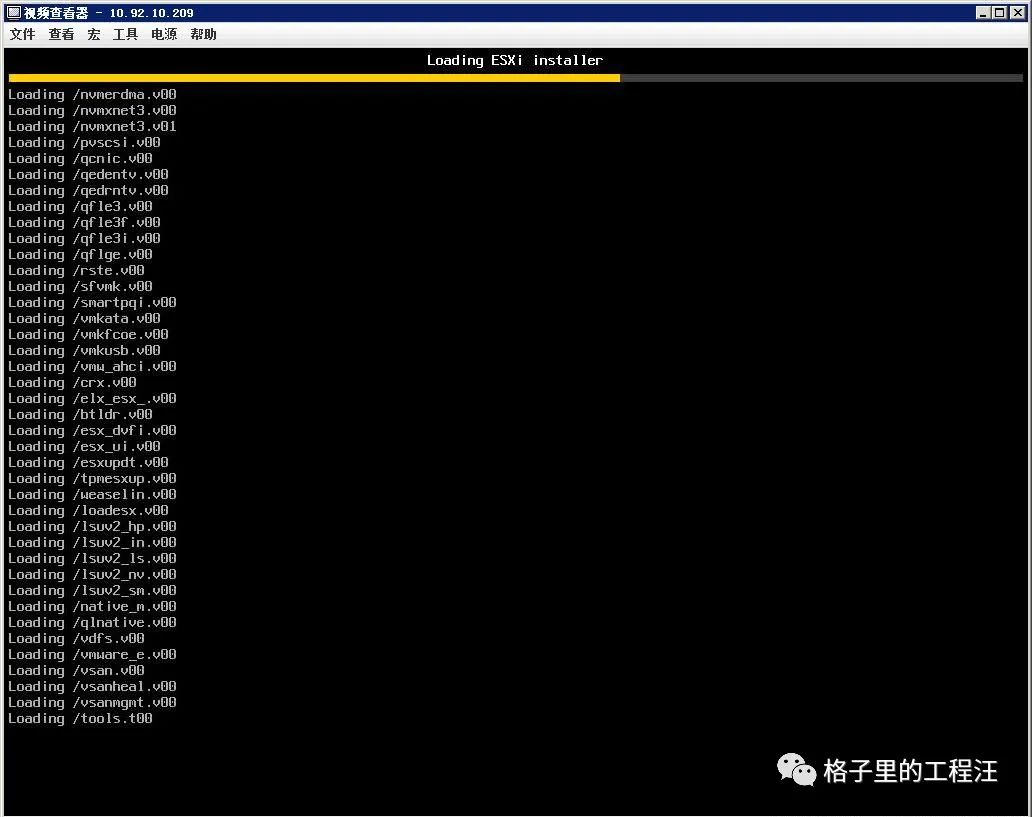 视频查看器 - 10.92.10.209
文件 查看 宏 工具 电源 帮助
Loading ESXi installer
Loading /nvmerdma.v00
Loading /nvmxnet3.v00
Loading /nvmxnet3.v01
Loading /pvscsi.v00
Loading /qcnic.v00
Loading /qedentv.v00
Loading /qedrntv.v00
Loading /qfle3.v00
Loading /qfle3f.v00
Loading /qfle3i.v00
Loading /qflge.v00
Loading /rste.v00
Loading /sfvmk.v00
Loading /smartpqi.v00
Loading /vmkata.v00
Loading /vmkfcoe.v00
Loading /vmkusb.v00
Loading /vmw_ahci.v00
Loading /crx.v00
Loading /elx_esx_.v00
Loading /btldr.v00
Loading /esx_dvfi.v00
Loading /esx_ui.v00
Loading /esxupdt.v00
Loading /tpmesxup.v00
Loading /weaselin.v00
Loading /loadesx.v00
Loading /lsuv2_hp.v00
Loading /lsuv2_in.v00
Loading /lsuv2_ls.v00
Loading /lsuv2_nv.v00
Loading /lsuv2_sm.v00
Loading /native_m.v00
Loading /qlnative.v00
Loading /vdfs.v00
Loading /vmware_e.v00
Loading /vsan.v00
Loading /vsanheal.v00
Loading /vsanmgmt.v00
Loading /tools.t00
格子里的工程汪